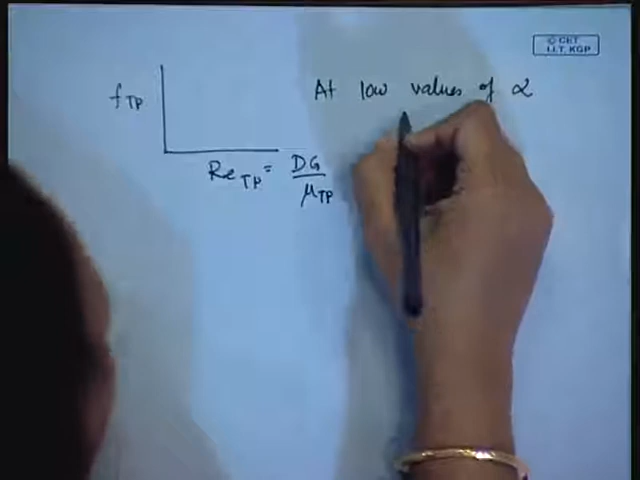 © CET
I.I.T. KGP
f_TP
At low values of α
Re_TP = DG / μ_TP